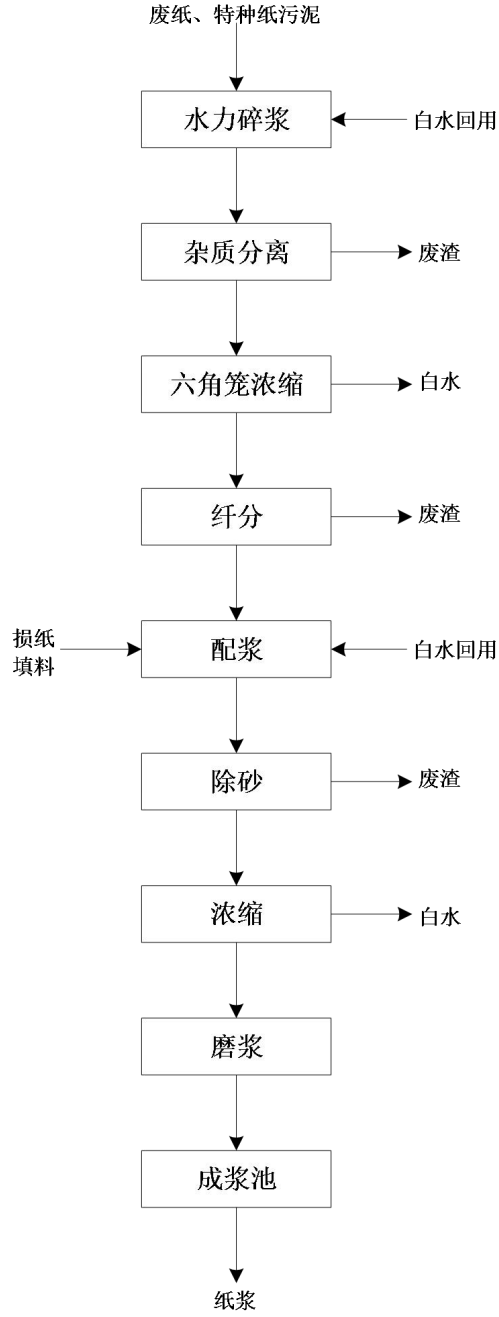 废纸、特种纸污泥
水力碎浆
白水回用
杂质分离
废渣
六角笼浓缩
白水
纤分
废渣
损纸
填料
配浆
白水回用
除砂
废渣
浓缩
白水
磨浆
成浆池
纸浆